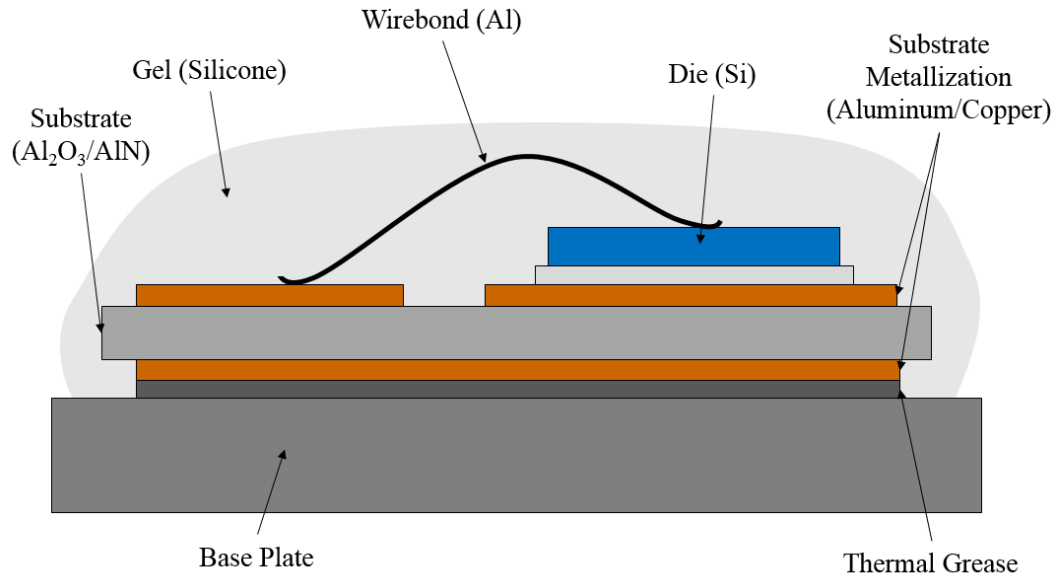 Wirebond (Al)
Gel (Silicone)
Die (Si)
Substrate
Metallization
(Aluminum/Copper)
Substrate
(Al₂O₃/AlN)
Base Plate
Thermal Grease